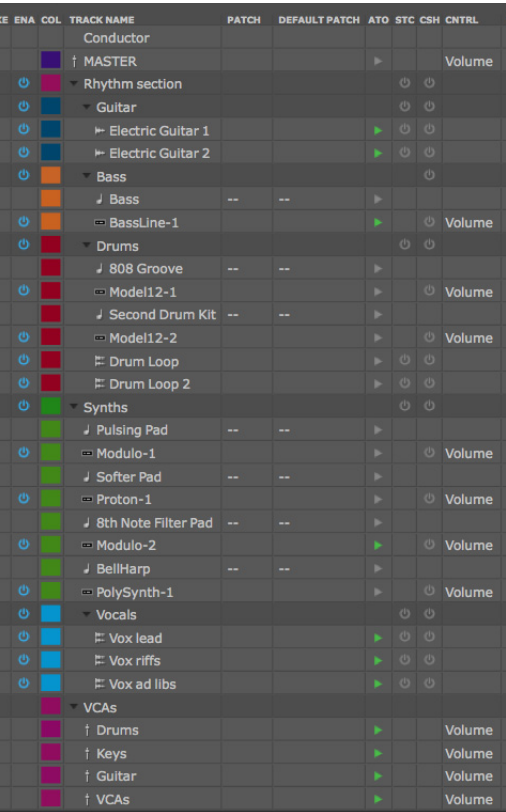 KE ENA COL TRACK NAME PATCH DEFAULT PATCH ATO STC CSH CNTRL
Conductor
MASTER Volume
Rhythm section
Guitar
Electric Guitar 1
Electric Guitar 2
Bass
Bass -- --
BassLine-1 Volume
Drums
808 Groove -- --
Model12-1 Volume
Second Drum Kit -- --
Model12-2 Volume
Drum Loop
Drum Loop 2
Synths
Pulsing Pad -- --
Modulo-1 Volume
Softer Pad -- --
Proton-1 Volume
8th Note Filter Pad -- --
Modulo-2 Volume
BellHarp -- --
PolySynth-1 Volume
Vocals
Vox lead
Vox riffs
Vox ad libs
VCAs
Drums Volume
Keys Volume
Guitar Volume
VCAs Volume